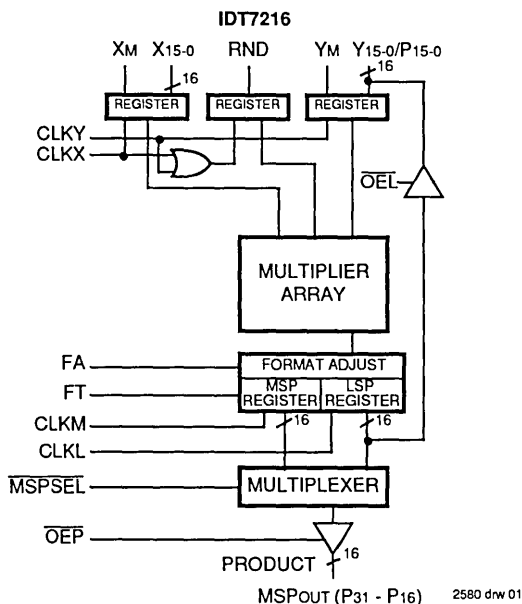 IDT7216
XM X15-0 RND YM Y15-0/P15-0
16 16
REGISTER REGISTER REGISTER
CLKY
CLKX
OEL
MULTIPLIER
ARRAY
FA
FORMAT ADJUST
FT
MSP
REGISTER
LSP
REGISTER
CLKM
16 16
CLKL
MSPSEL
MULTIPLEXER
OEP
PRODUCT
16
MSPOUT (P31 - P16)
2580 drw 01